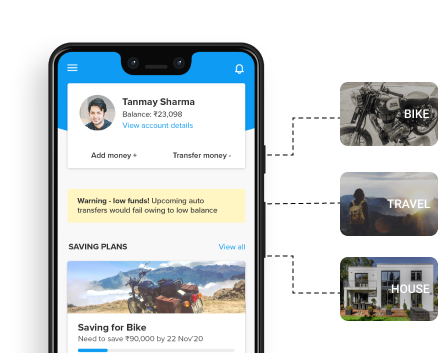 Tanmay Sharma
Balance: ₹23,098
View account details
Add money +
Transfer money -
Warning - low funds! Upcoming auto
transfers would fail owing to low balance
SAVING PLANS
View all
Saving for Bike
Need to save ₹90,000 by 22 Nov'20
BIKE
TRAVEL
HOUSE